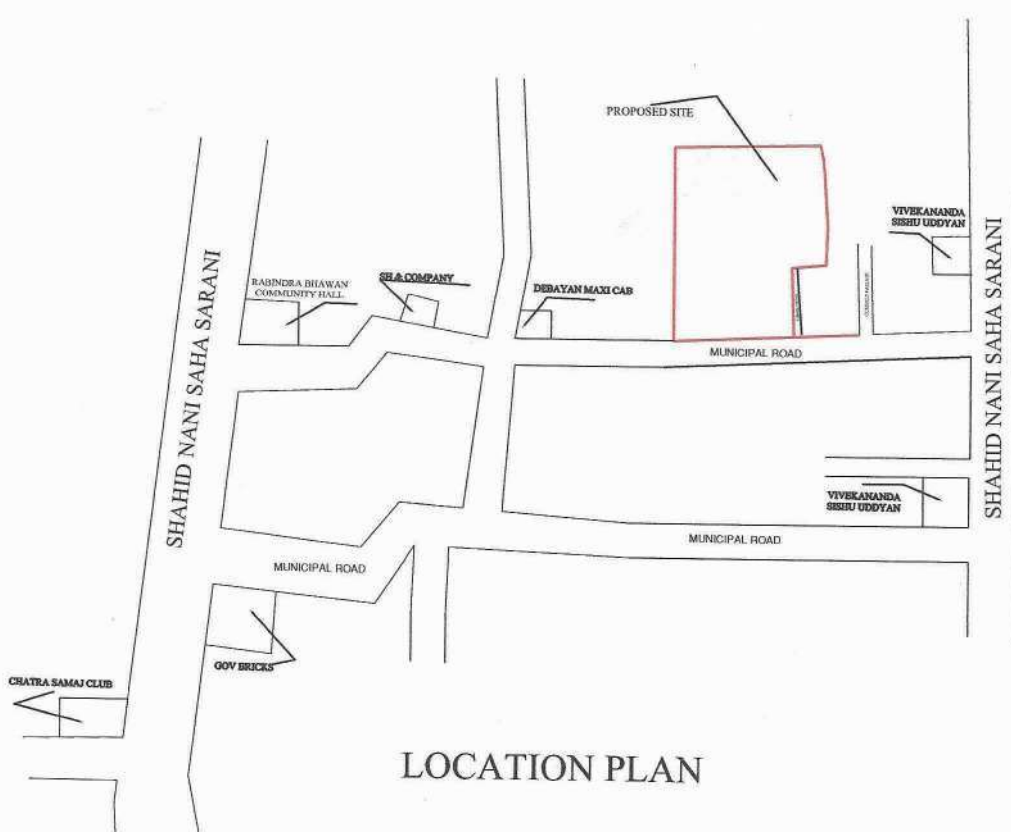 PROPOSED SITE
VIVEKANANDA
SISHU UDDYAN
SHAHID NANI SAHA SARANI
RABINDRA BHAWAN
COMMUNITY HALL
SH.& COMPANY
DEBAYAN MAXI CAB
SHAHID NANI SAHA SARANI
MUNICIPAL ROAD
VIVEKANANDA
SISHU UDDYAN
MUNICIPAL ROAD
MUNICIPAL ROAD
GOV BRICKS
CHATRA SAMAJ CLUB
LOCATION PLAN